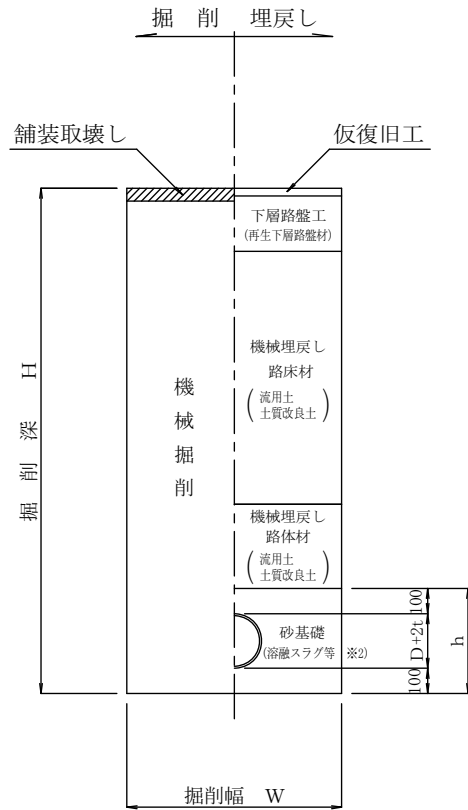 掘 削 埋戻し
舗装取壊し
仮復旧工
下層路盤工
(再生下層路盤材)
機械埋戻し
路床材
(流用土
土質改良土)
機械掘削
掘削深 H
機械埋戻し
路体材
(流用土
土質改良土)
砂基礎
(溶融スラグ等 ※2)
100
D+2t
100
h
掘削幅 W